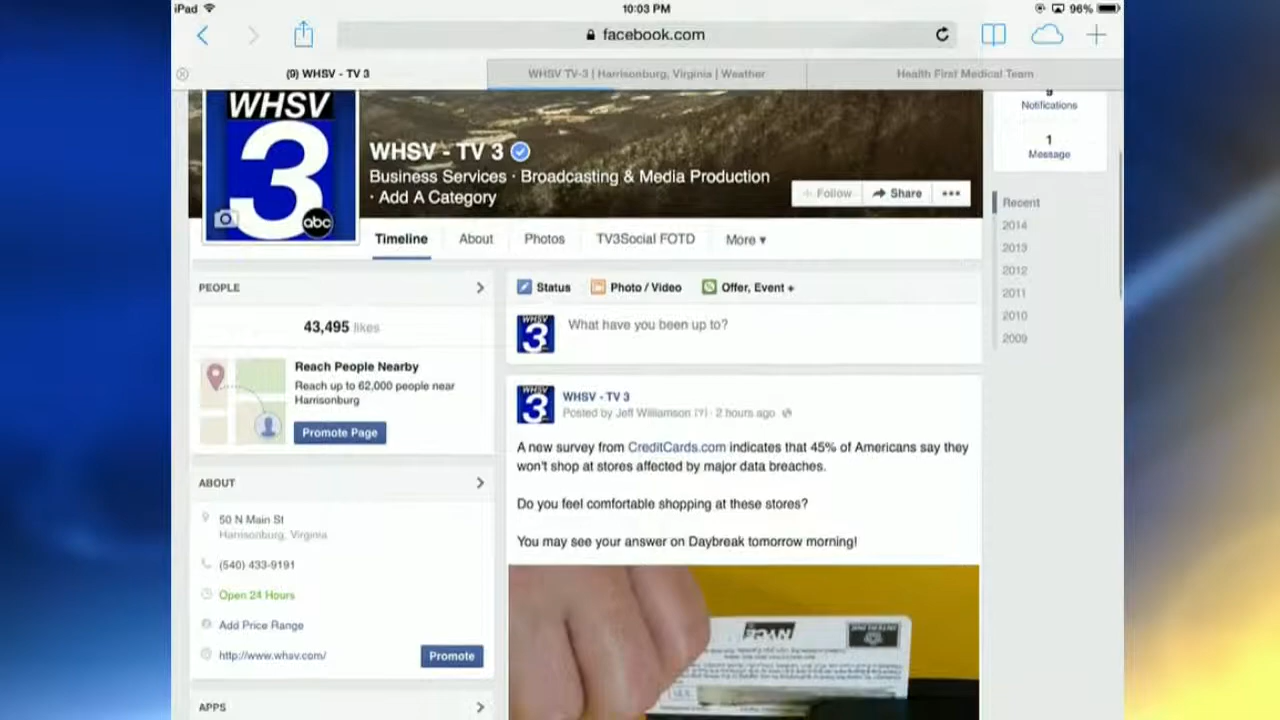 iPad
10:03 PM
96%
facebook.com
(9) WHSV - TV 3
WHSV TV-3 | Harrisonburg, Virginia | Weather
Health First Medical Team
WHSV
3
abc
WHSV - TV 3
Business Services · Broadcasting & Media Production
· Add A Category
+ Follow
Share
•••
Notifications
1
Message
Timeline
About
Photos
TV3Social FOTD
More ▾
Recent
2014
2013
2012
2011
2010
2009
PEOPLE
43,495 likes
Reach People Nearby
Reach up to 62,000 people near
Harrisonburg
Promote Page
ABOUT
50 N Main St
Harrisonburg, Virginia
(540) 433-9191
Open 24 Hours
Add Price Range
http://www.whsv.com/
Promote
APPS
Status
Photo / Video
Offer, Event +
WHSV
3
What have you been up to?
WHSV
3
WHSV - TV 3
Posted by Jeff Williamson [?] · 2 hours ago
A new survey from CreditCards.com indicates that 45% of Americans say they
won't shop at stores affected by major data breaches.
Do you feel comfortable shopping at these stores?
You may see your answer on Daybreak tomorrow morning!
NYCE